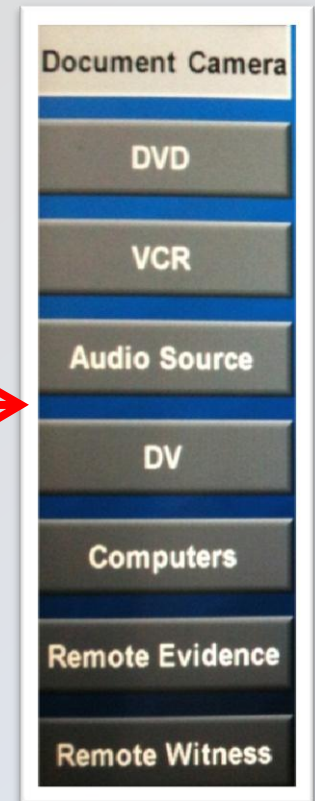 Document Camera
DVD
VCR
Audio Source
DV
Computers
Remote Evidence
Remote Witness